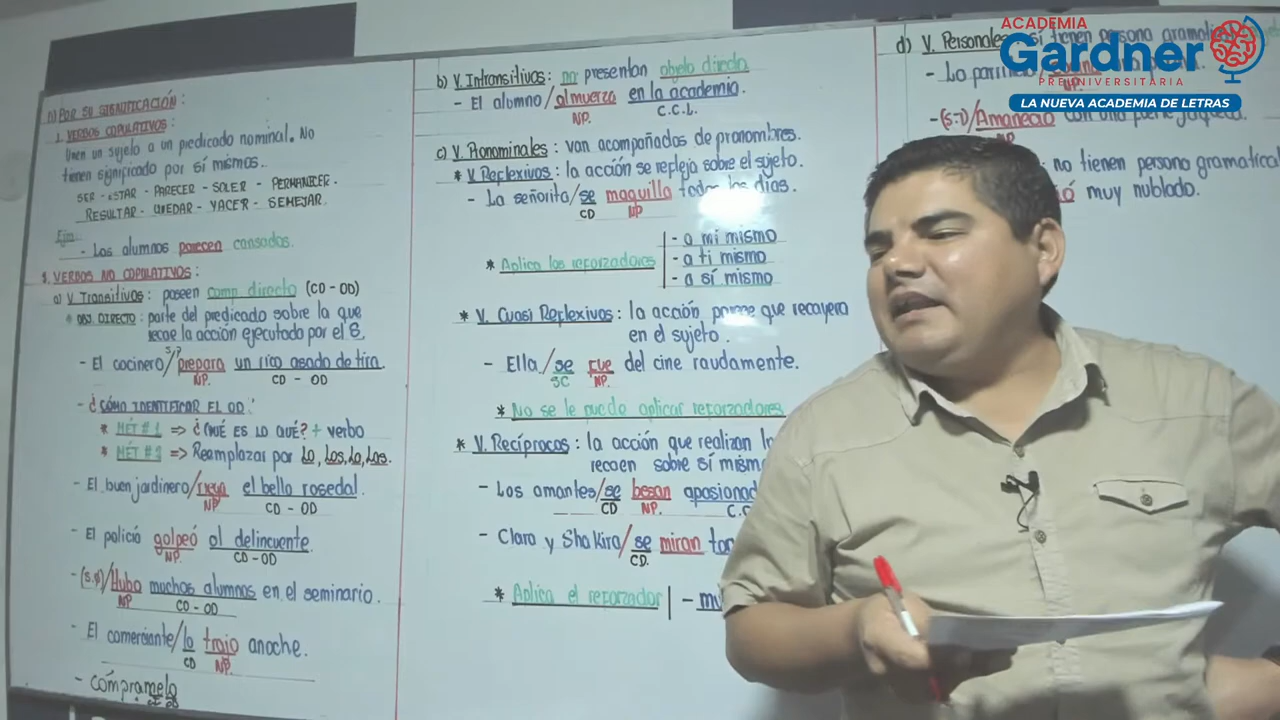 A) POR SU SIGNIFICACIÓN :
1. VERBOS COPULATIVOS :
Unen un sujeto a un predicado nominal. No
tienen significado por sí mismos.
SER - ESTAR - PARECER - SOLER - PERMANECER.
RESULTAR - QUEDAR - YACER - SEMEJAR.
Ejm:
- Los alumnos parecen cansados.
VERBOS NO COPULATIVOS :
a) V. Transitivos : poseen comp. directo (CD - OD)
* OBJ. DIRECTO : parte del predicado sobre la que
recae la acción ejecutado por el S.
- El cocinero/prepara un rico asado de tira
NP. CD - OD
- ¿CÓMO IDENTIFICAR EL OD :
* MÉT # 1 => ¿QUÉ ES LO QUÉ? + verbo
* MÉT # 2 => Reemplazar por Lo, Los, La, Las.
- El buen jardinero/riega el bello rosedal.
NP CD - OD
- El policía golpeó al delincuente.
NP. CD - OD
- (S.)/Hubo muchos alumnos en el seminario.
NP CD - OD
- El comerciante/lo trajo anoche.
CD NP.
- cómpramelo
b) V. Intransitivos : no presentan objeto directo
- El alumno/almuerza en la academia.
NP. C.C.L.
c) V. Pronominales : van acompañados de pronombres.
* V. Reflexivos : la acción se refleja sobre el sujeto.
- La señorita/se maquilla todos los días.
CD NP
* Aplica los reforzadores
- a mi mismo
- a ti mismo
- a sí mismo
* V. Cuasi Reflexivos : la acción parece que recayera
en el sujeto.
- Ella/se fue del cine raudamente.
SC NP.
* No se le puede aplicar reforzadores
* V. Recíprocos : la acción que realizan
recaen sobre sí
- Los amantes/se besan
CD NP.
- Clara y Shakira/se miran
CD.
* Aplica el reforzador | -
d) V. Personales
- (S.T)/Amaneció con una fuerte jaqueca.
no tienen persona gramatical
muy nublado.
ACADEMIA
Gardner
PREUNIVERSITARIA
LA NUEVA ACADEMIA DE LETRAS